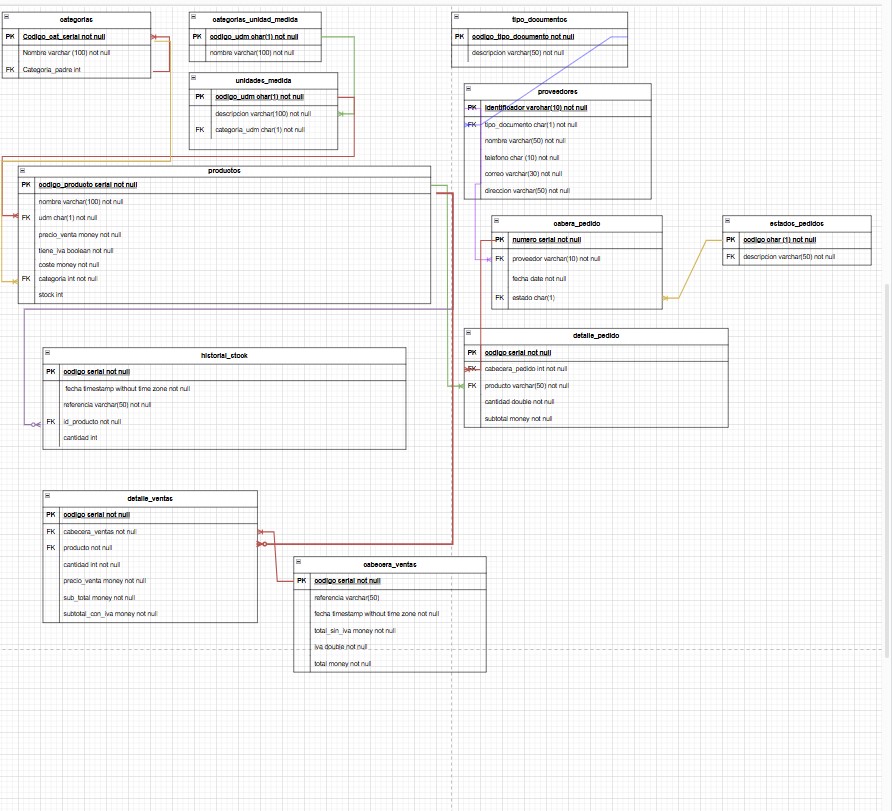 categorias
PK Codigo_cat_serial not null
Nombre varchar (100) not null
FK Categoria_padre int
categorias_unidad_medida
PK codigo_udm char(1) not null
nombre varchar(100) not null
unidades_medida
PK codigo_udm char(1) not null
descripcion varchar(100) not null
FK categoria_udm char(1) not null
tipo_documentos
PK codigo_tipo_documento not null
descripcion varchar(50) not null
proveedores
PK identificador varchar(10) not null
FK tipo_documento char(1) not null
nombre varchar(50) not null
telefono char (10) not null
correo varchar(30) not null
direccion varchar(50) not null
productos
PK codigo_producto serial not null
nombre varchar(100) not null
FK udm char(1) not null
precio_venta money not null
tiene_iva boolean not null
coste money not null
FK categoria int not null
stock int
cabera_pedido
PK numero serial not null
FK proveedor varchar(10) not null
fecha date not null
FK estado char(1)
estados_pedidos
PK codigo char (1) not null
FK descripcion varchar(50) not null
detalle_pedido
PK codigo serial not null
FK cabecera_pedido int not null
FK producto varchar(50) not null
cantidad double not null
subtotal money not null
historial_stock
PK codigo serial not null
fecha timestamp without time zone not null
referencia varchar(50) not null
FK id_producto not null
cantidad int
detalle_ventas
PK codigo serial not null
FK cabecera_ventas not null
FK producto not null
cantidad int not null
precio_venta money not null
sub_total money not null
subtotal_con_iva money not null
cabecera_ventas
PK codigo serial not null
referencia varchar(50)
fecha timestamp without time zone not null
total_sin_iva money not null
iva double not null
total money not null